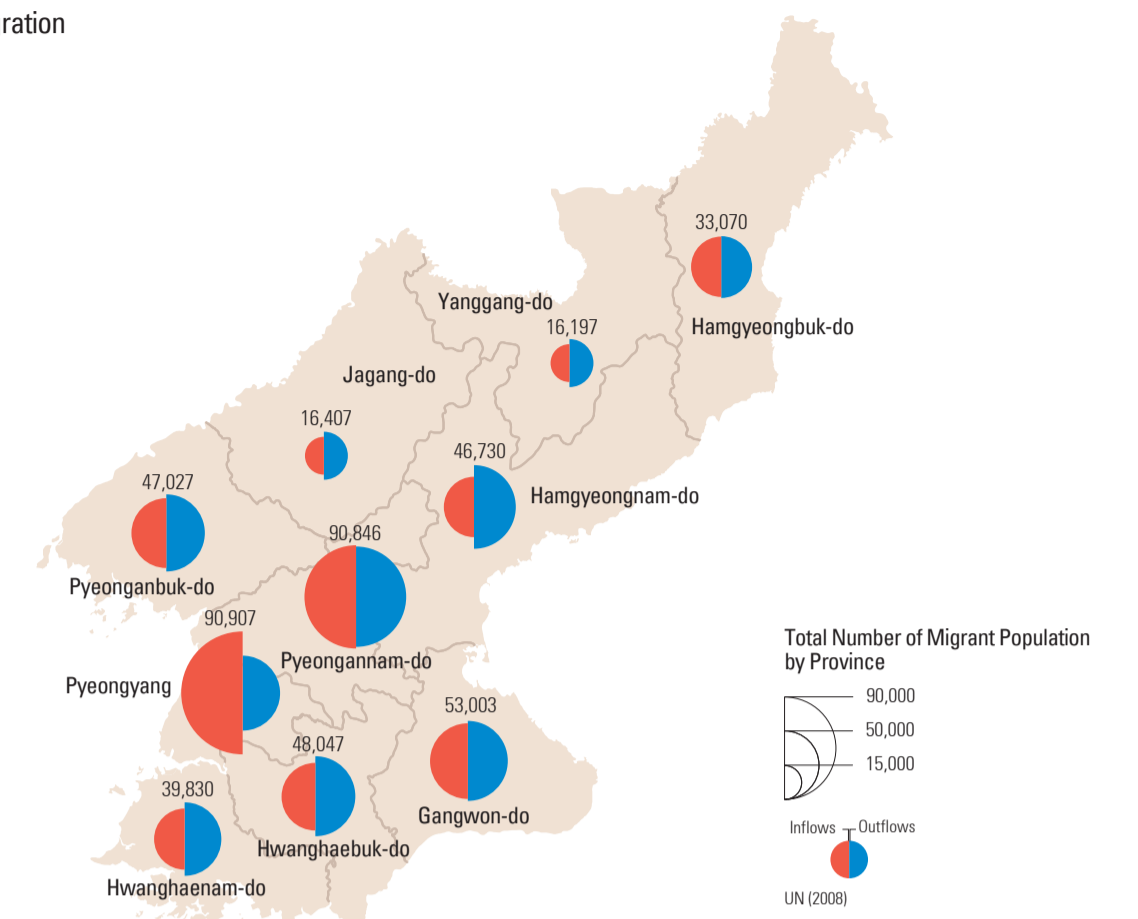 ration
33,070
Hamgyeongbuk-do
Yanggang-do
16,197
Jagang-do
16,407
46,730
Hamgyeongnam-do
47,027
Pyeonganbuk-do
90,846
Pyeongannam-do
90,907
Pyeongyang
53,003
Gangwon-do
48,047
Hwanghaebuk-do
39,830
Hwanghaenam-do
Total Number of Migrant Population
by Province
90,000
50,000
15,000
Inflows Outflows
UN (2008)